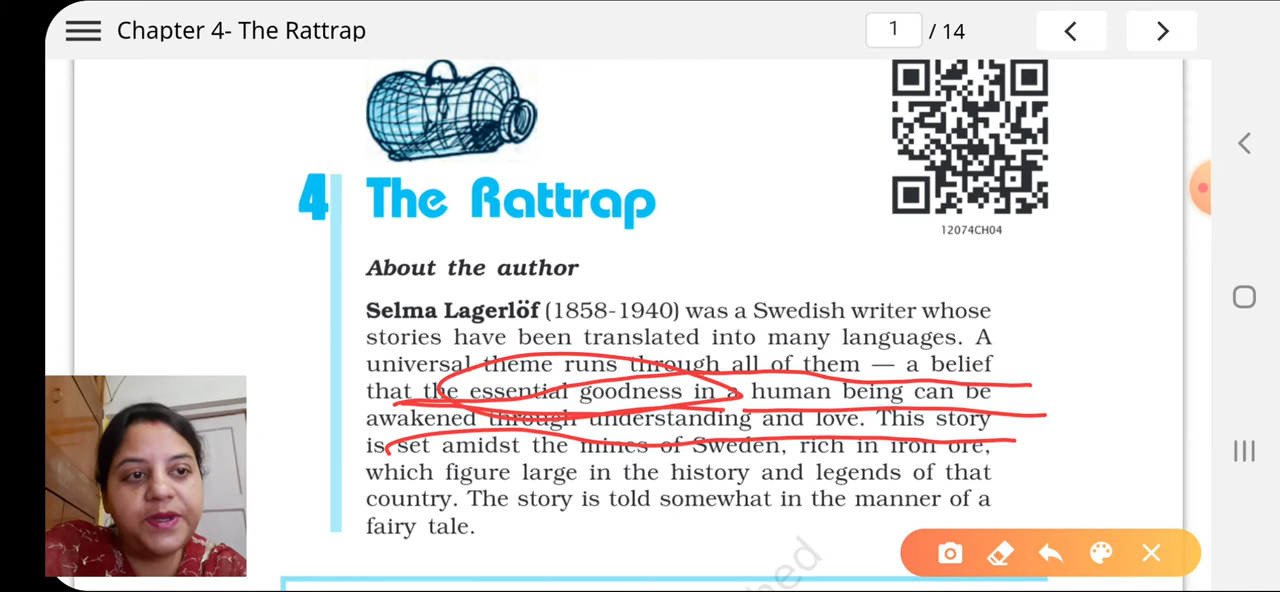 Chapter 4- The Rattrap
1 / 14
12074CH04
4 The Rattrap
About the author
Selma Lagerlöf (1858-1940) was a Swedish writer whose
stories have been translated into many languages. A
universal theme runs through all of them — a belief
that the essential goodness in a human being can be
awakened through understanding and love. This story
is set amidst the mines of Sweden, rich in iron ore,
which figure large in the history and legends of that
country. The story is told somewhat in the manner of a
fairy tale.